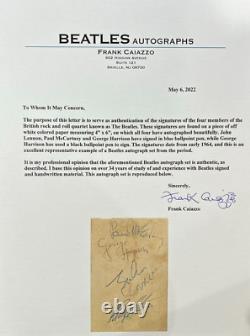 BEATLES AUTOGRAPHS
FRANK CAIAZZO
SUITE 121
May 6, 2022
To Whom It May Concern,
The purpose of this letter is to serve as authentication of the signatures of the four members of the
British rock and roll quartet known as The Beatles. These signatures are found on a piece of off
white colored paper measuring 4" x 6", on which all four have autographed beautifully. John
Lennon, Paul McCartney and George Harrison have signed in blue ballpoint pen, while George
Harrison has used a black ballpoint pen to sign. The signatures date from early 1964, and this is an
excellent representative example of a Beatles autograph set from the period.
It is my professional opinion that the aforementioned Beatles autograph set is authentic, as
described. I base this opinion on over 34 years of study of and experience with Beatles
signed and handwritten material. This autograph set is reproduced below.
Sincerely,
Frank Caiazzo
Frank Caiazzo